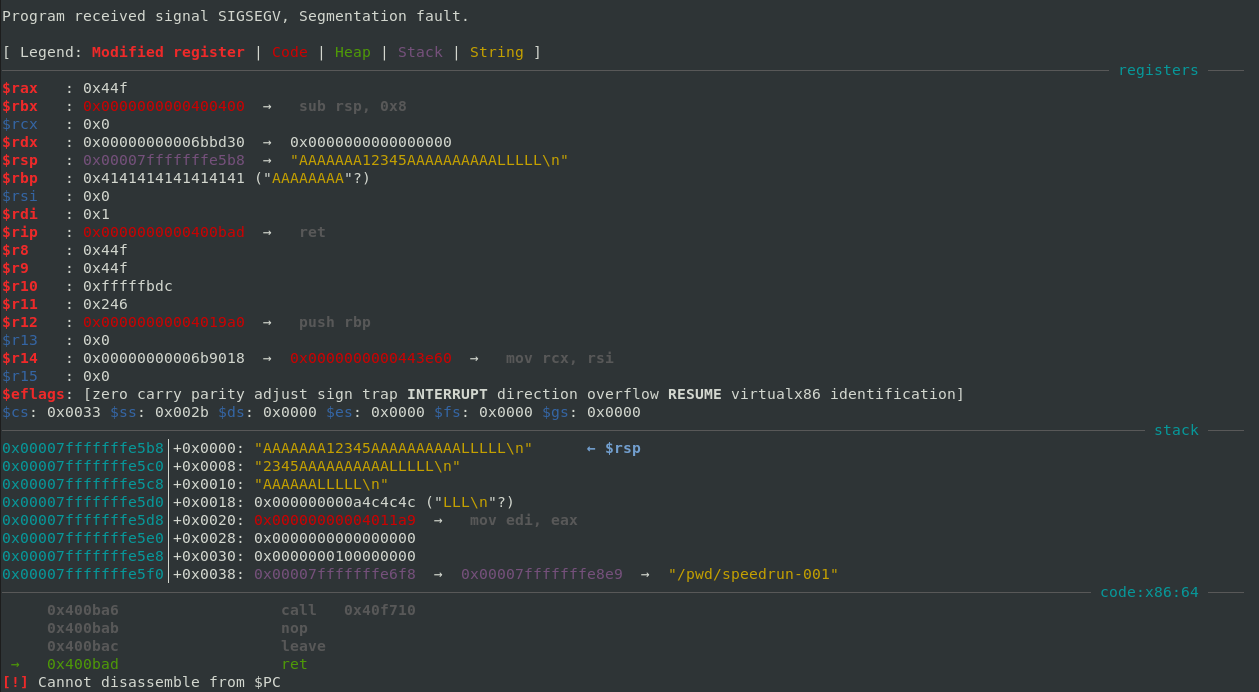 Program received signal SIGSEGV, Segmentation fault.
[ Legend: Modified register | Code | Heap | Stack | String ]
registers
$rax : 0x44f
$rbx : 0x0000000000400400 → sub rsp, 0x8
$rcx : 0x0
$rdx : 0x00000000006bbd30 → 0x0000000000000000
$rsp : 0x00007fffffffe5b8 → "AAAAAAA12345AAAAAAAAAALLLLL\n"
$rbp : 0x4141414141414141 ("AAAAAAAA"?)
$rsi : 0x0
$rdi : 0x1
$rip : 0x0000000000400bad → ret
$r8 : 0x44f
$r9 : 0x44f
$r10 : 0xfffffbdc
$r11 : 0x246
$r12 : 0x00000000004019a0 → push rbp
$r13 : 0x0
$r14 : 0x00000000006b9018 → 0x0000000000443e60 → mov rcx, rsi
$r15 : 0x0
$eflags: [zero carry parity adjust sign trap INTERRUPT direction overflow RESUME virtualx86 identification]
$cs: 0x0033 $ss: 0x002b $ds: 0x0000 $es: 0x0000 $fs: 0x0000 $gs: 0x0000
stack
0x00007fffffffe5b8│+0x0000: "AAAAAAA12345AAAAAAAAAALLLLL\n" ← $rsp
0x00007fffffffe5c0│+0x0008: "2345AAAAAAAAAALLLLL\n"
0x00007fffffffe5c8│+0x0010: "AAAAAALLLLL\n"
0x00007fffffffe5d0│+0x0018: 0x000000000a4c4c4c ("LLL\n"?)
0x00007fffffffe5d8│+0x0020: 0x00000000004011a9 → mov edi, eax
0x00007fffffffe5e0│+0x0028: 0x0000000000000000
0x00007fffffffe5e8│+0x0030: 0x0000000100000000
0x00007fffffffe5f0│+0x0038: 0x00007fffffffe6f8 → 0x00007fffffffe8e9 → "/pwd/speedrun-001"
code:x86:64
0x400ba6 call 0x40f710
0x400bab nop
0x400bac leave
→ 0x400bad ret
[!] Cannot disassemble from $PC